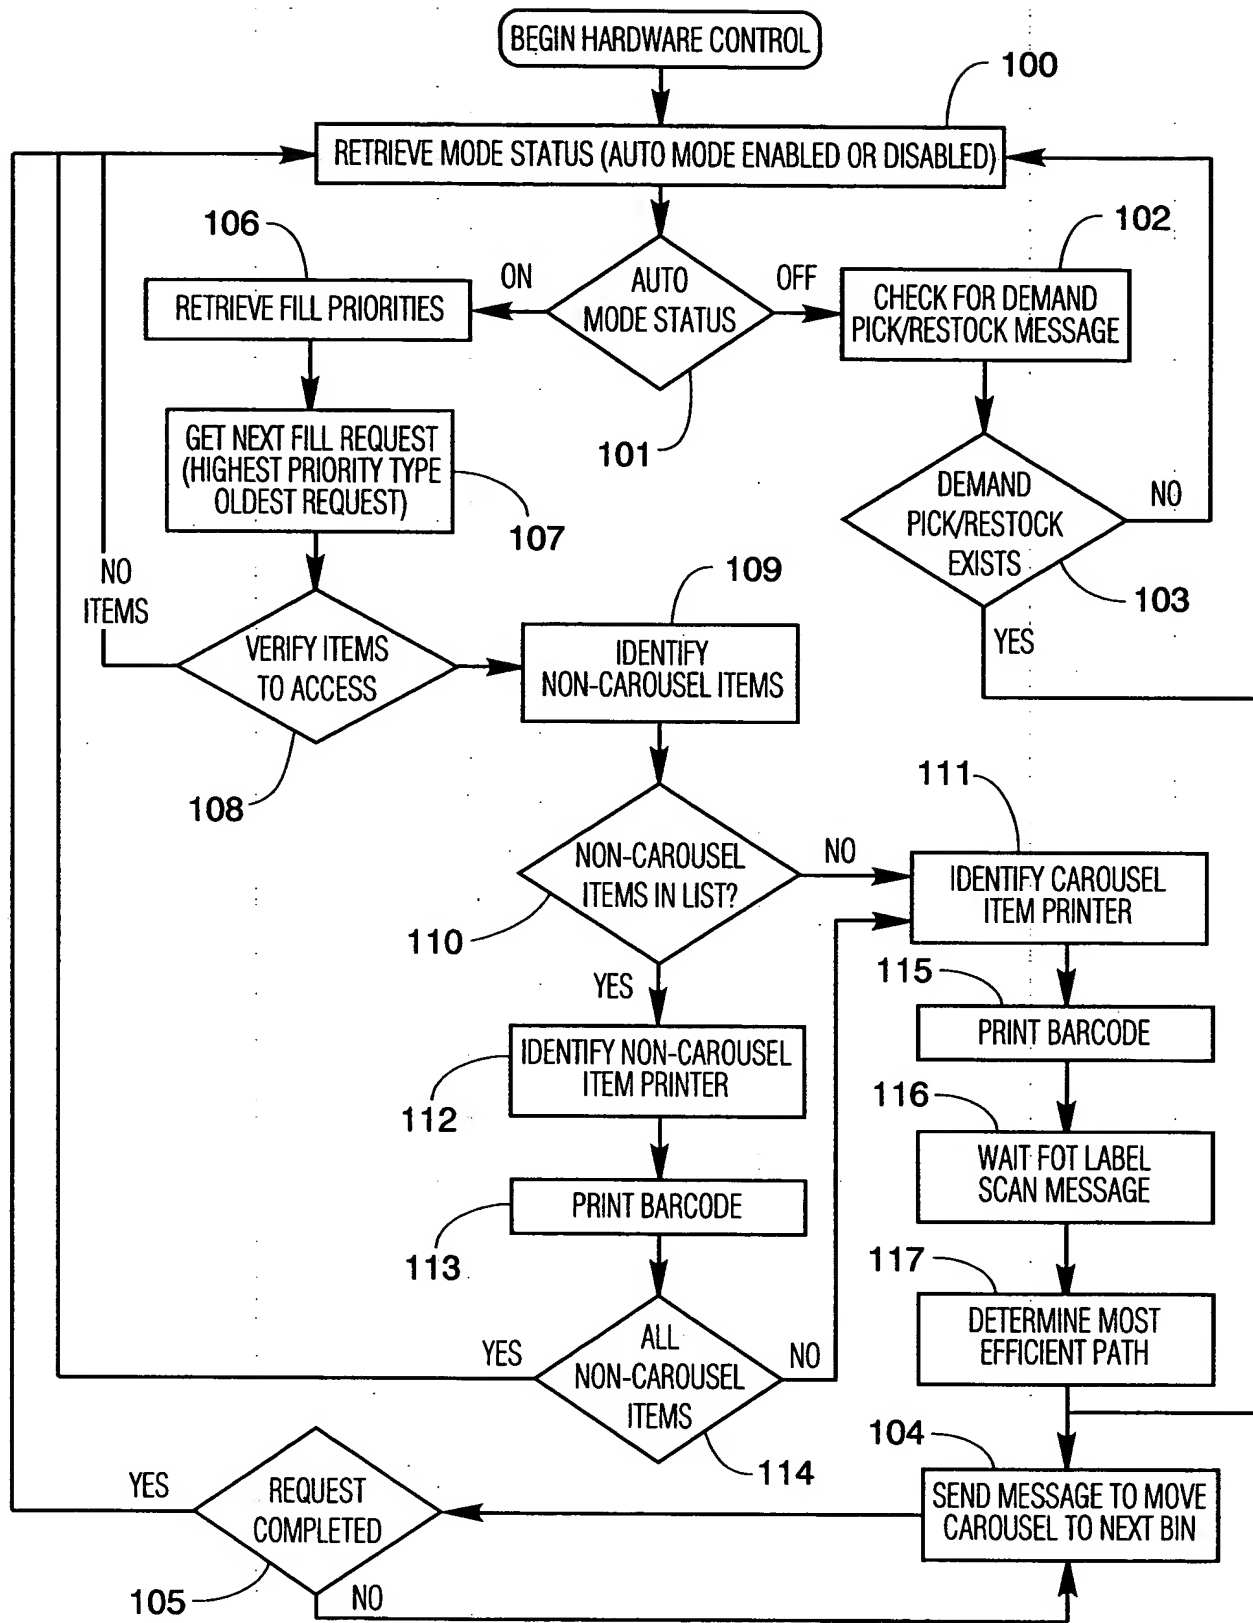 BEGIN HARDWARE CONTROL
100
RETRIEVE MODE STATUS (AUTO MODE ENABLED OR DISABLED)
106
102
ON
AUTO
MODE STATUS
OFF
RETRIEVE FILL PRIORITIES
CHECK FOR DEMAND
PICK/RESTOCK MESSAGE
101
GET NEXT FILL REQUEST
(HIGHEST PRIORITY TYPE
OLDEST REQUEST)
107
DEMAND
PICK/RESTOCK
EXISTS
NO
103
YES
NO
ITEMS
109
VERIFY ITEMS
TO ACCESS
IDENTIFY
NON-CAROUSEL ITEMS
108
111
NON-CAROUSEL
ITEMS IN LIST?
NO
110
YES
IDENTIFY CAROUSEL
ITEM PRINTER
115
PRINT BARCODE
IDENTIFY NON-CAROUSEL
ITEM PRINTER
112
116
WAIT FOT LABEL
SCAN MESSAGE
PRINT BARCODE
113
117
DETERMINE MOST
EFFICIENT PATH
YES
ALL
NON-CAROUSEL
ITEMS
NO
114
104
SEND MESSAGE TO MOVE
CAROUSEL TO NEXT BIN
YES
REQUEST
COMPLETED
105
NO